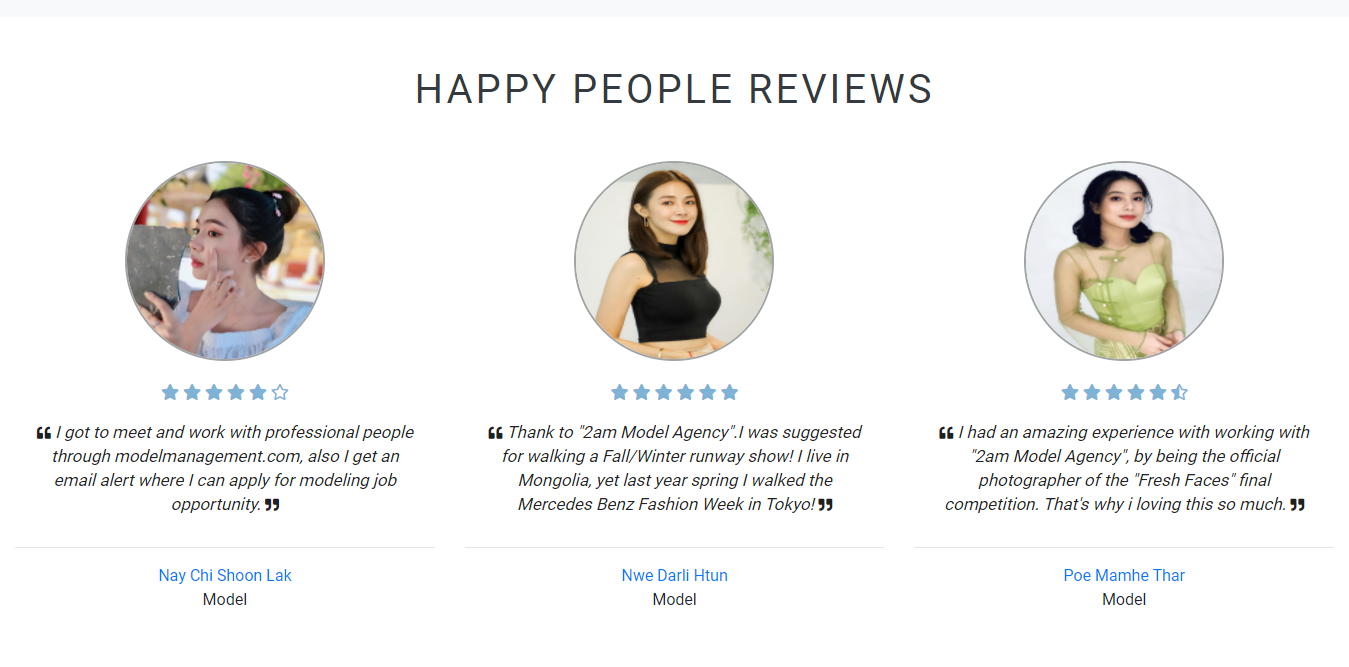 HAPPY PEOPLE REVIEWS
❝ I got to meet and work with professional people
through modelmanagement.com, also I get an
email alert where I can apply for modeling job
opportunity. ❞
Nay Chi Shoon Lak
Model
❝ Thank to "2am Model Agency".I was suggested
for walking a Fall/Winter runway show! I live in
Mongolia, yet last year spring I walked the
Mercedes Benz Fashion Week in Tokyo! ❞
Nwe Darli Htun
Model
❝ I had an amazing experience with working with
"2am Model Agency", by being the official
photographer of the "Fresh Faces" final
competition. That's why i loving this so much. ❞
Poe Mamhe Thar
Model